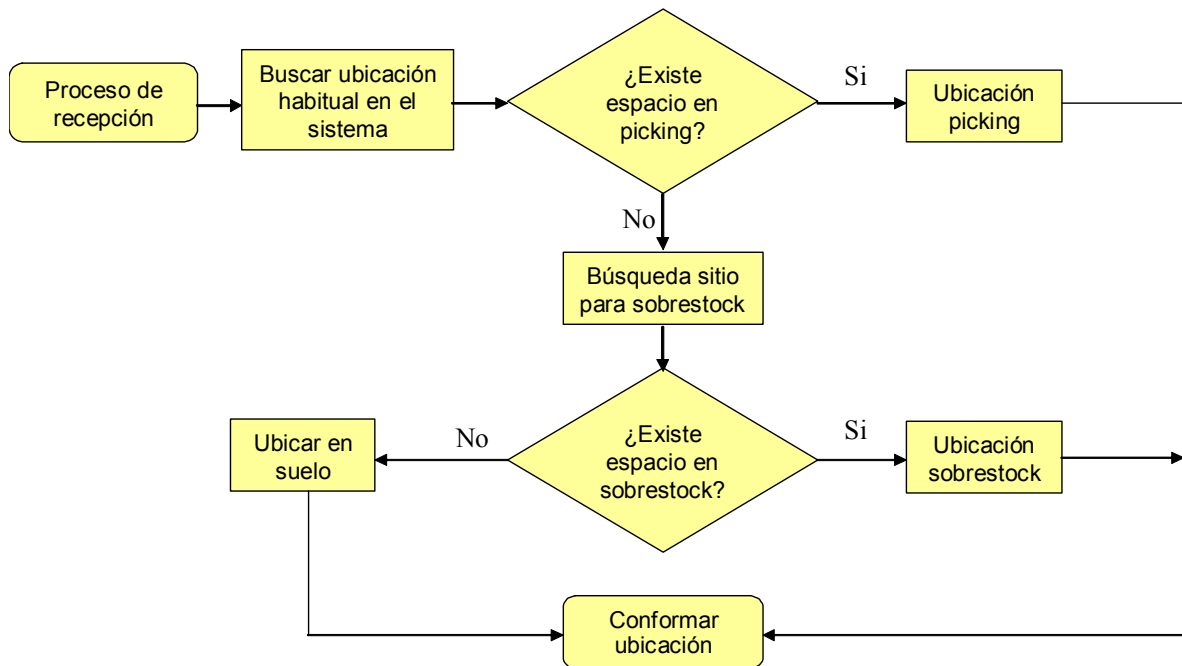 Proceso de
recepción
Buscar ubicación
habitual en el
sistema
¿Existe
espacio en
picking?
Si
Ubicación
picking
No
Búsqueda sitio
para sobrestock
¿Existe
espacio en
sobrestock?
Si
Ubicación
sobrestock
No
Ubicar en
suelo
Conformar
ubicación